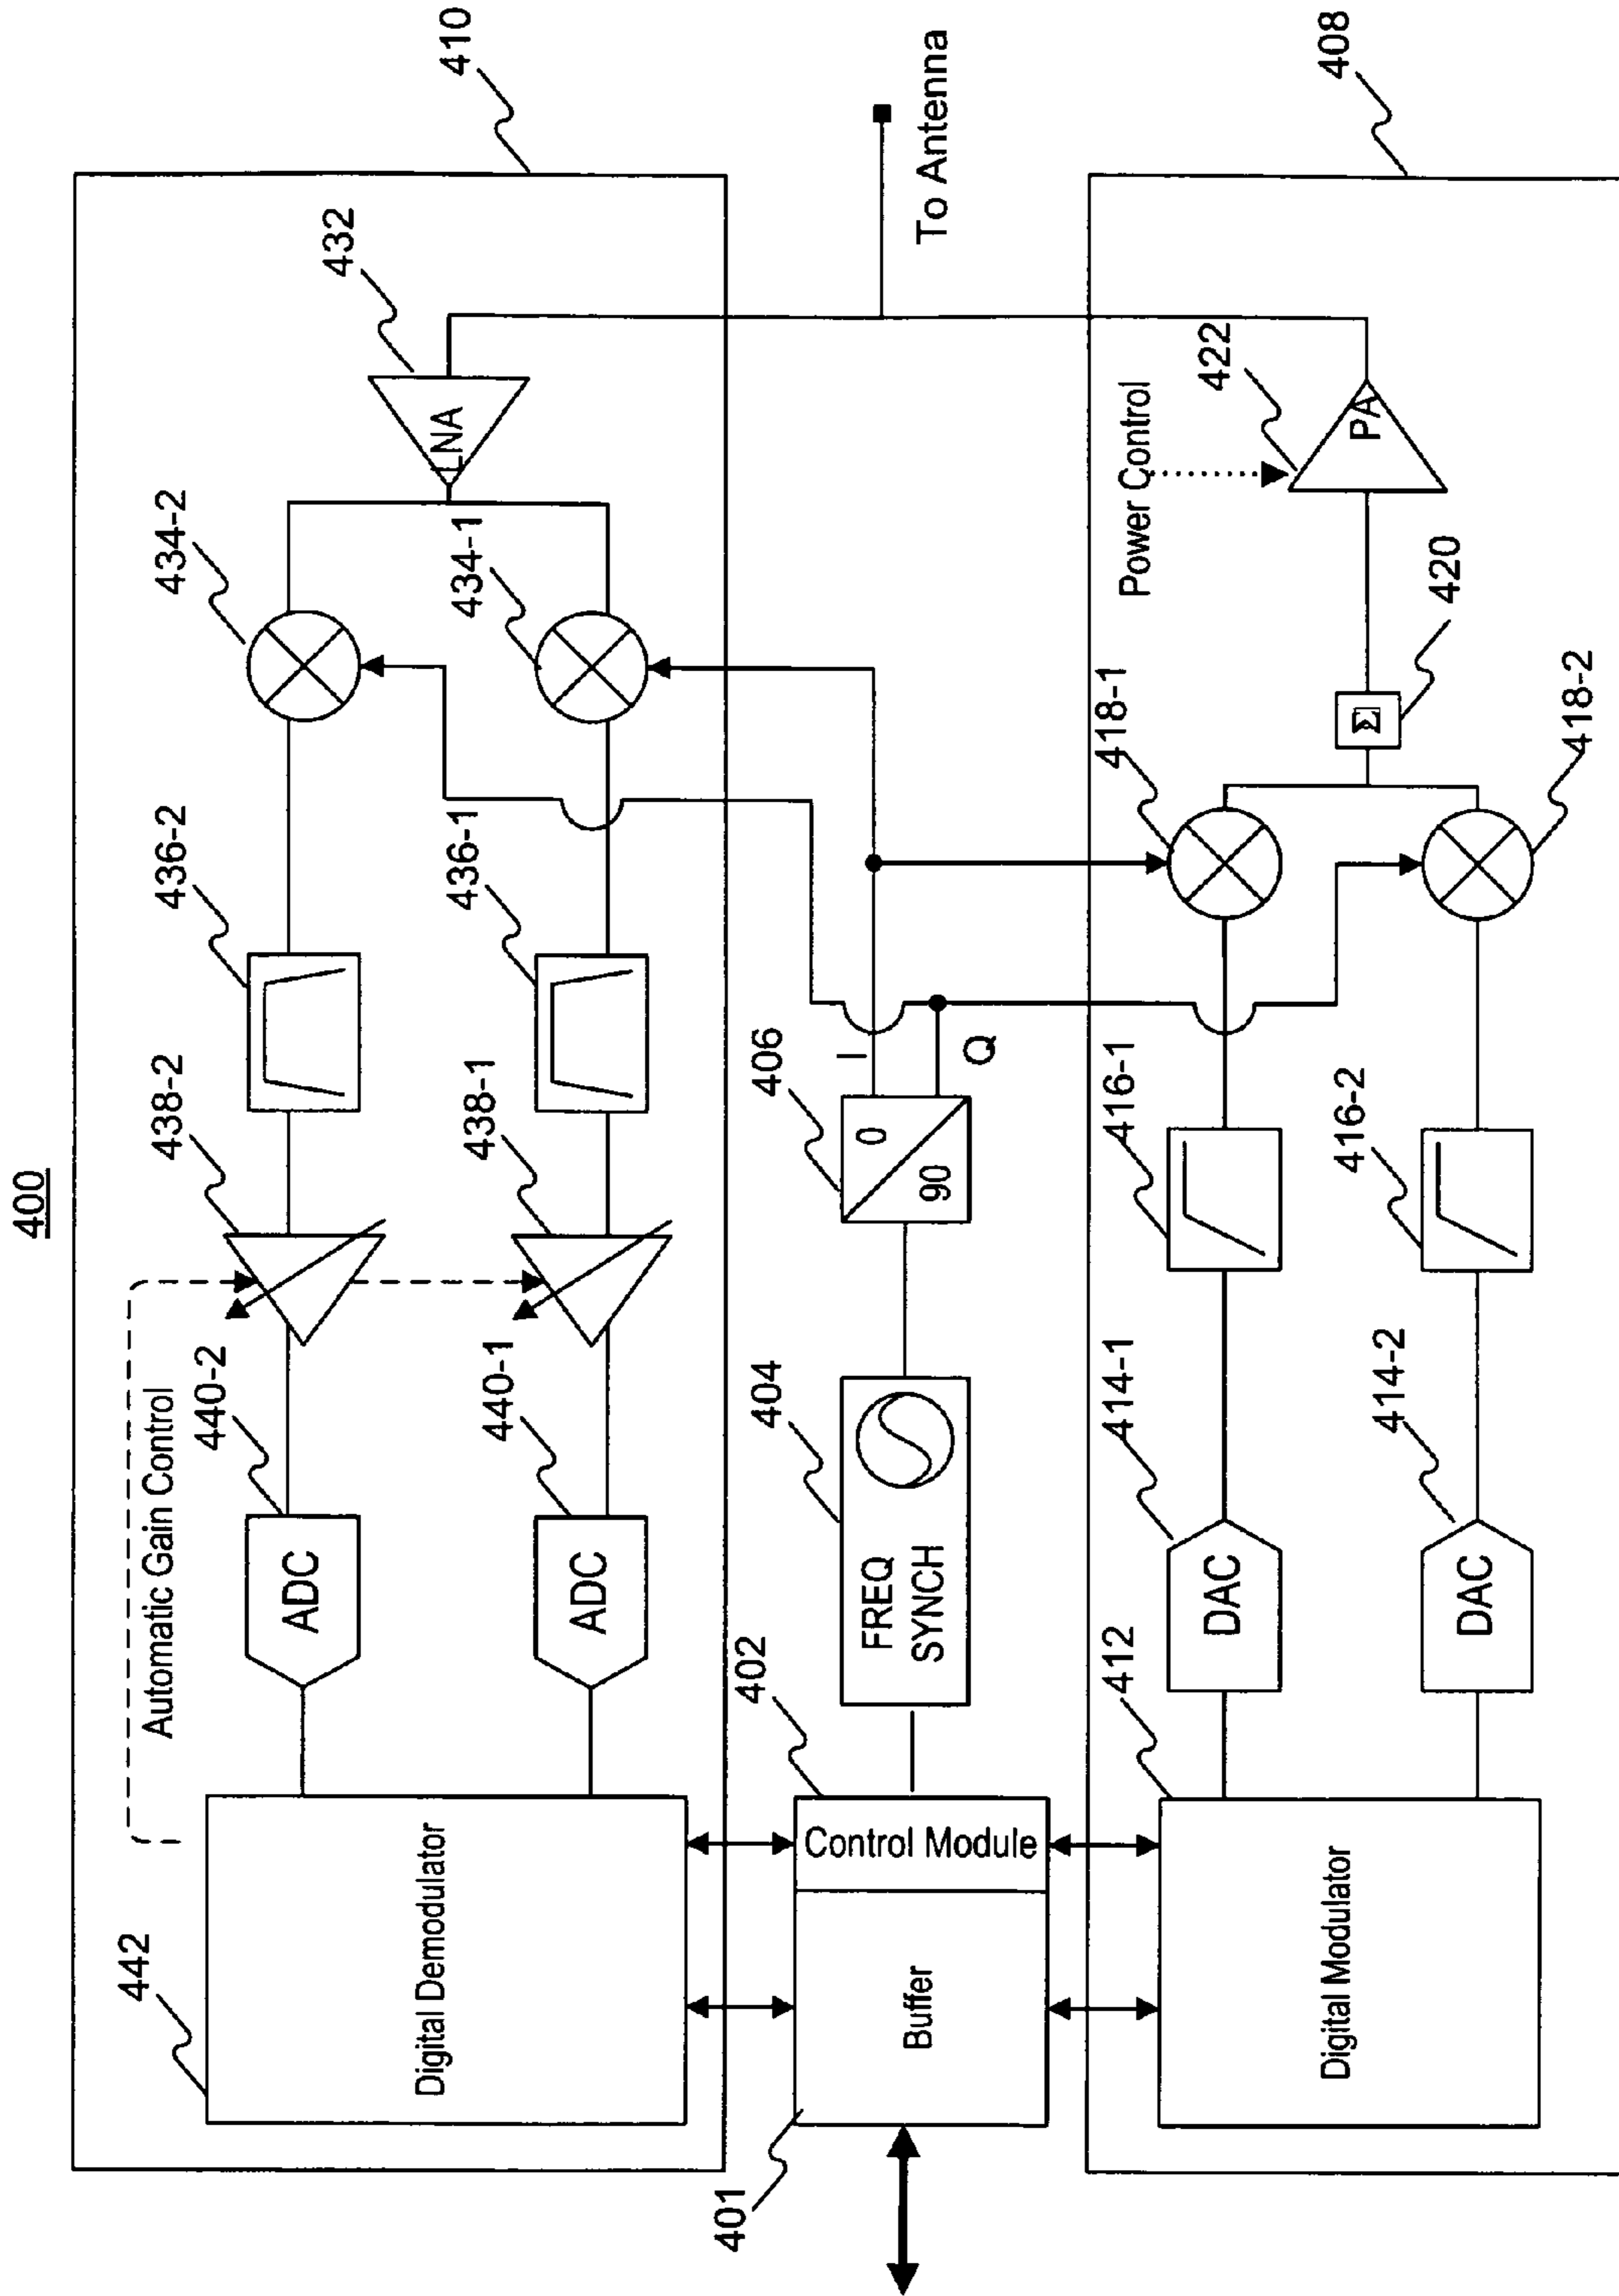 400
410
432
LNA
434-2
434-1
436-2
436-1
438-2
438-1
Automatic Gain Control
440-2
440-1
ADC
ADC
442
Digital Demodulator
To Antenna
I
Q
406
0
90
404
FREQ
SYNCH
402
Control Module
Buffer
401
408
Power Control
422
PA
420
Σ
418-1
418-2
416-1
416-2
414-1
414-2
DAC
DAC
412
Digital Modulator